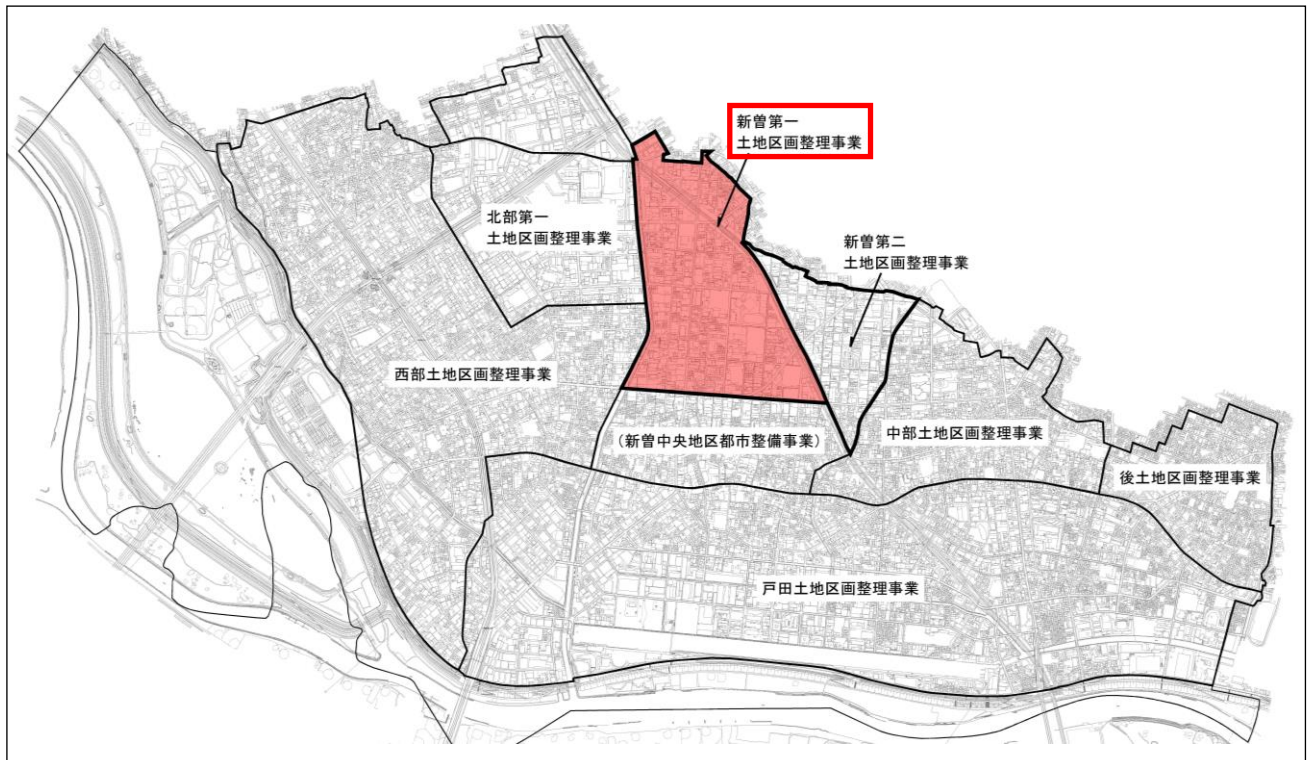 新曽第一
土地区画整理事業
北部第一
土地区画整理事業
新曽第二
土地区画整理事業
西部土地区画整理事業
(新曽中央地区都市整備事業)
中部土地区画整理事業
後土地区画整理事業
戸田土地区画整理事業